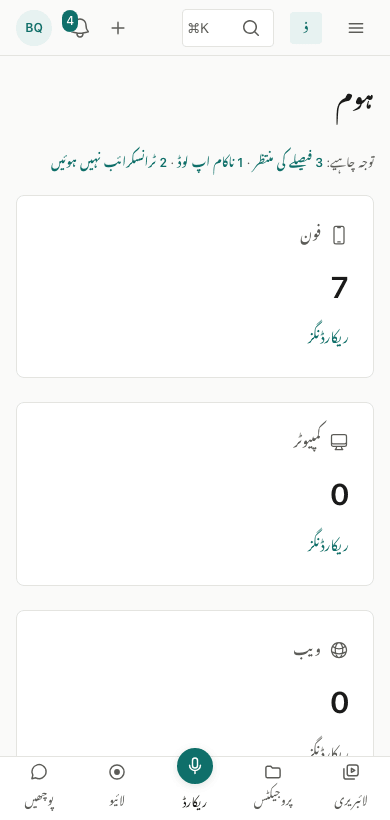 ذ
⌘K
4
BQ
ہوم
توجہ چاہیے: 3 فیصلے کی منتظر · 1 ناکام اپ لوڈ · 2 ٹرانسکرائب نہیں ہوئیں
فون
7
ریکارڈنگز
کمپیوٹر
0
ریکارڈنگز
ویب
0
ریکارڈنگز
لائبریری
پروجیکٹس
ریکارڈ
لائیو
پوچھیں